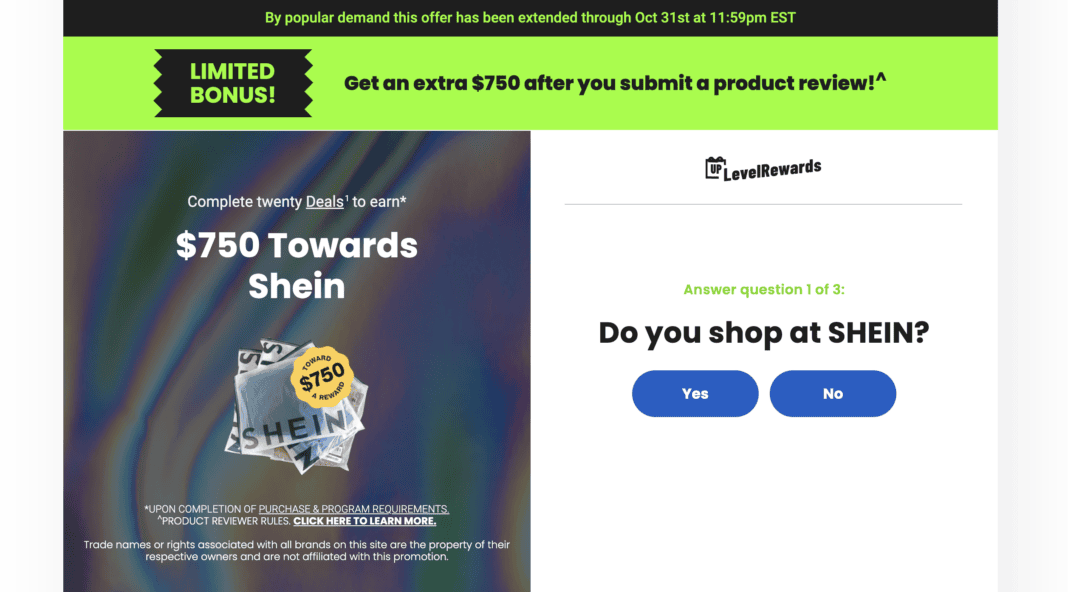 By popular demand this offer has been extended through Oct 31st at 11:59pm EST
LIMITED
BONUS!
Get an extra $750 after you submit a product review!^
Complete twenty Deals¹ to earn*
$750 Towards
Shein
TOWARD
$750
A REWARD
SHEIN
UP LevelRewards
Answer question 1 of 3:
Do you shop at SHEIN?
Yes
No
*UPON COMPLETION OF PURCHASE & PROGRAM REQUIREMENTS.
^PRODUCT REVIEWER RULES. CLICK HERE TO LEARN MORE.
Trade names or rights associated with all brands on this site are the property of their
respective owners and are not affiliated with this promotion.